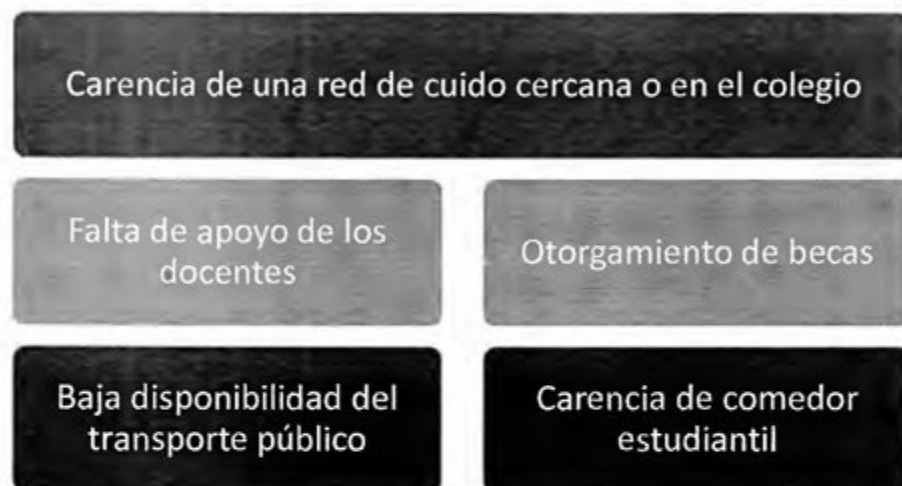 Carencia de una red de cuido cercana o en el colegio
Falta de apoyo de los
docentes
Otorgamiento de becas
Baja disponibilidad del
transporte público
Carencia de comedor
estudiantil